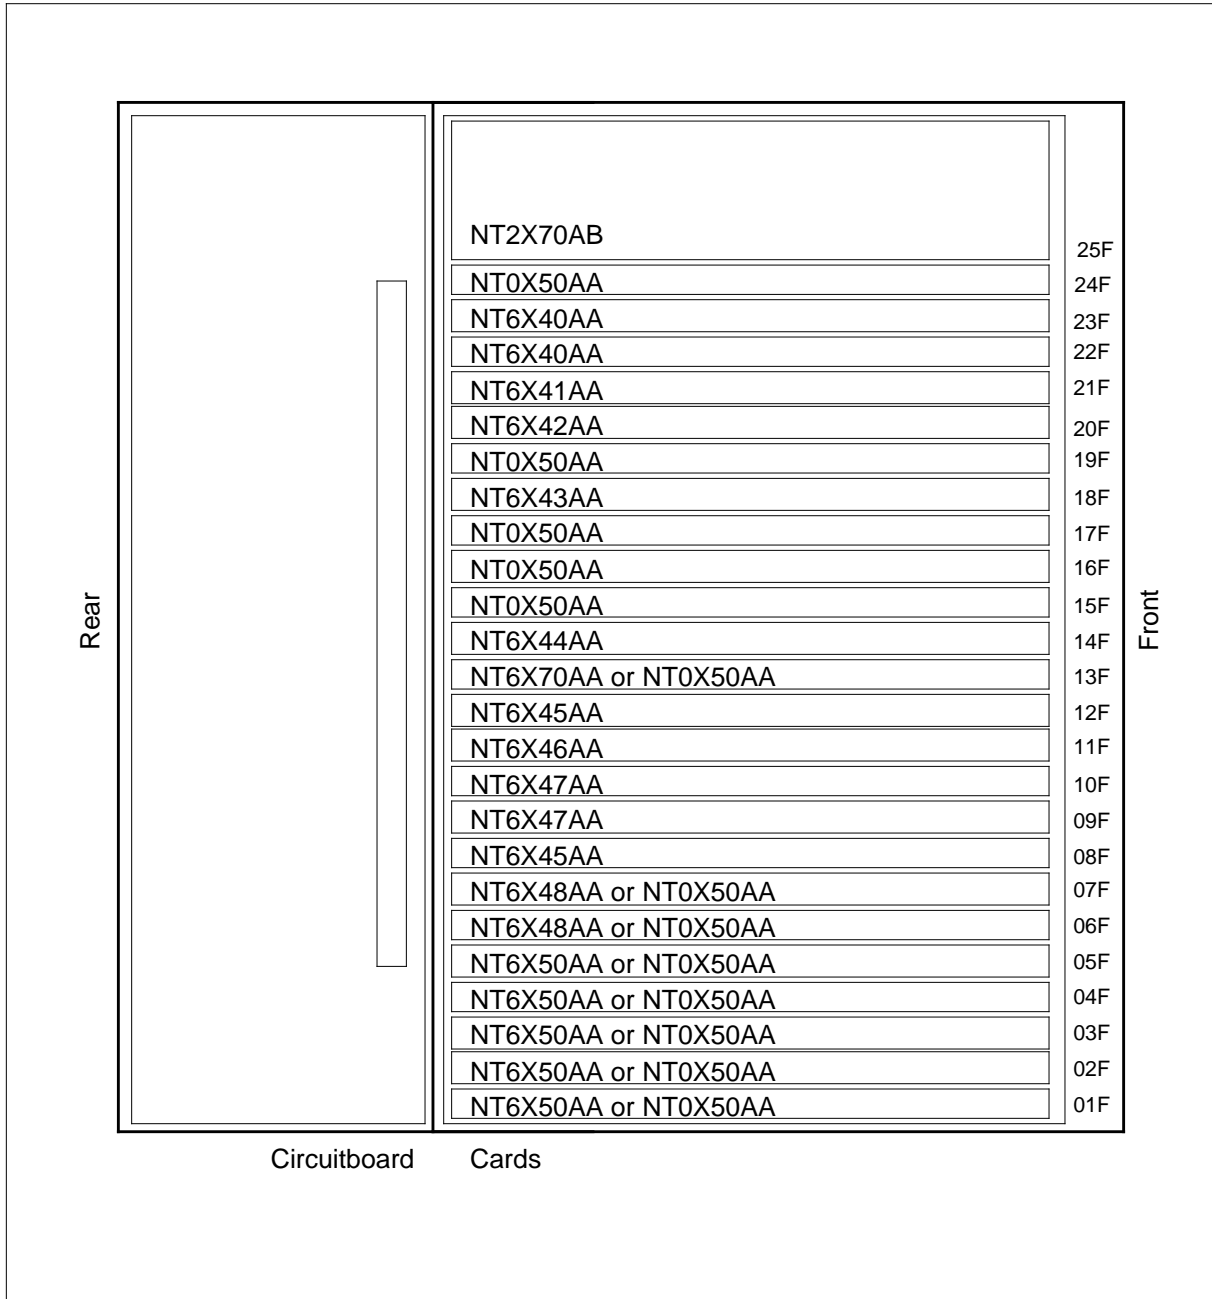 NT2X70AB 25F
NT0X50AA 24F
NT6X40AA 23F
NT6X40AA 22F
NT6X41AA 21F
NT6X42AA 20F
NT0X50AA 19F
NT6X43AA 18F
NT0X50AA 17F
NT0X50AA 16F
NT0X50AA 15F
NT6X44AA 14F
NT6X70AA or NT0X50AA 13F
NT6X45AA 12F
NT6X46AA 11F
NT6X47AA 10F
NT6X47AA 09F
NT6X45AA 08F
NT6X48AA or NT0X50AA 07F
NT6X48AA or NT0X50AA 06F
NT6X50AA or NT0X50AA 05F
NT6X50AA or NT0X50AA 04F
NT6X50AA or NT0X50AA 03F
NT6X50AA or NT0X50AA 02F
NT6X50AA or NT0X50AA 01F
Rear
Front
Circuitboard Cards